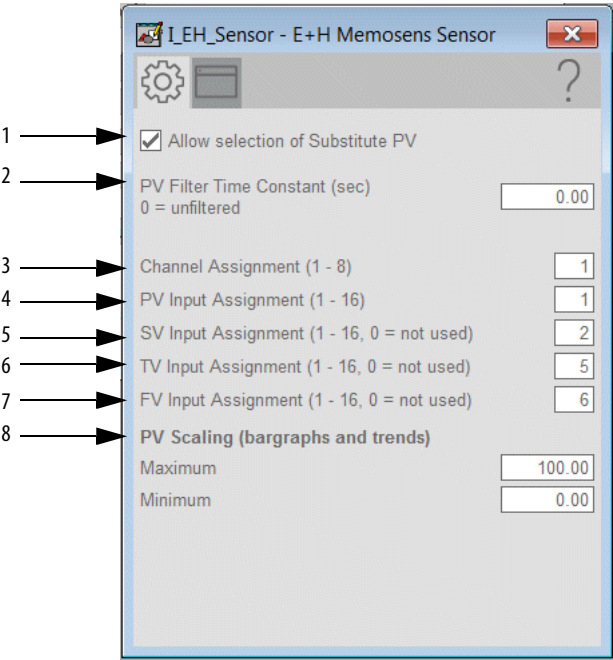 I_EH_Sensor - E+H Memosens Sensor
?
1 Allow selection of Substitute PV
2 PV Filter Time Constant (sec) 0.00
0 = unfiltered
3 Channel Assignment (1 - 8) 1
4 PV Input Assignment (1 - 16) 1
5 SV Input Assignment (1 - 16, 0 = not used) 2
6 TV Input Assignment (1 - 16, 0 = not used) 5
7 FV Input Assignment (1 - 16, 0 = not used) 6
8 PV Scaling (bargraphs and trends)
Maximum 100.00
Minimum 0.00